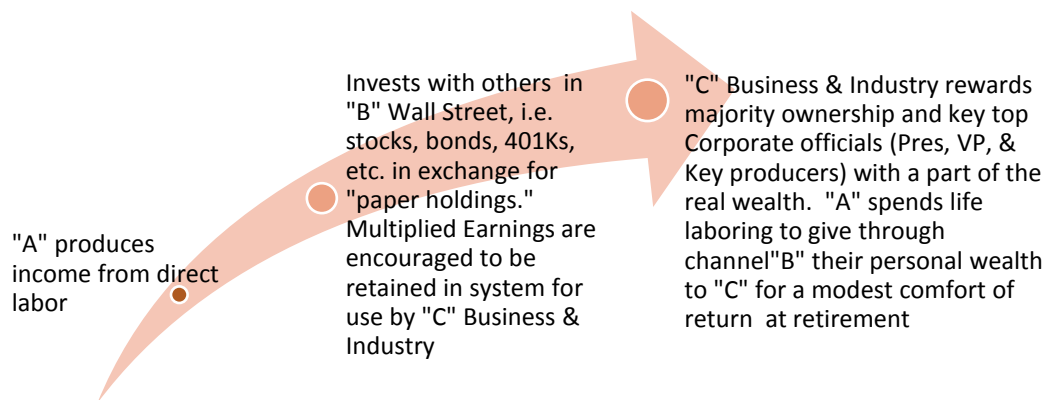 "A" produces
income from direct
labor
Invests with others  in
"B" Wall Street, i.e.
stocks, bonds, 401Ks,
etc. in exchange for
"paper holdings."
Multiplied Earnings are
encouraged to be
retained in system for
use by "C" Business &
Industry
"C" Business & Industry rewards
majority ownership and key top
Corporate officials (Pres, VP, &
Key producers) with a part of the
real wealth.  "A" spends life
laboring to give through
channel"B" their personal wealth
to "C" for a modest comfort of
return  at retirement